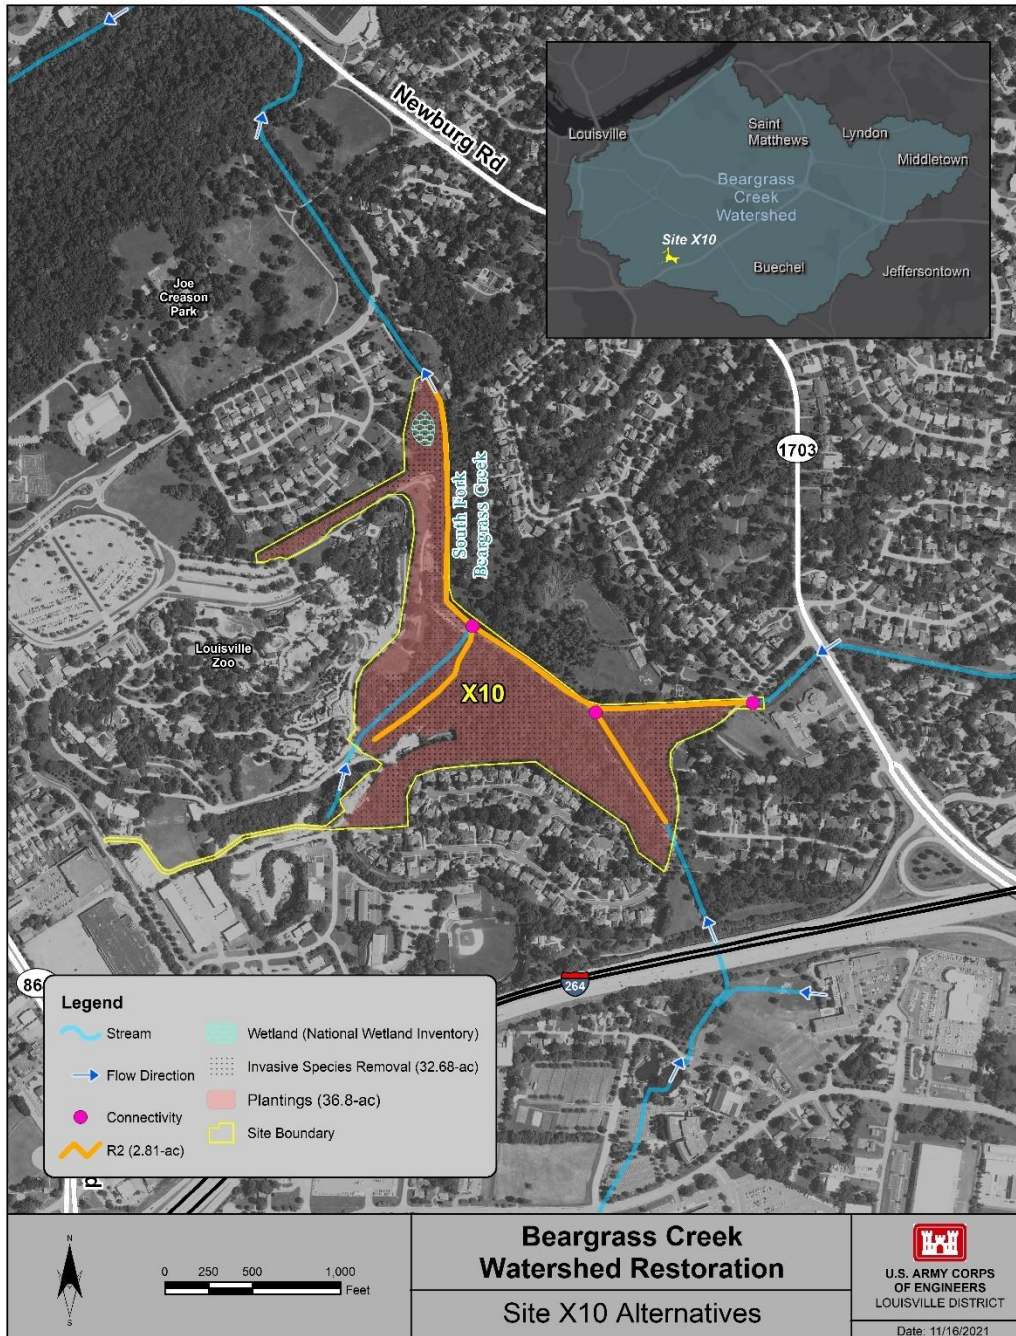 Newburg Rd
Louisville
Saint
Matthews
Lyndon
Middletown
Beargrass
Creek
Watershed
Site X10
Buechel
Jeffersontown
Joe
Creason
Park
1703
South Fork
Beargrass Creek
Louisville
Zoo
X10
264
86
Legend
Stream
Flow Direction
Connectivity
R2 (2.81-ac)
Wetland (National Wetland Inventory)
Invasive Species Removal (32.68-ac)
Plantings (36.8-ac)
Site Boundary
N
S
0 250 500 1,000
Feet
Beargrass Creek
Watershed Restoration
Site X10 Alternatives
U.S. ARMY CORPS
OF ENGINEERS
LOUISVILLE DISTRICT
Date: 11/16/2021